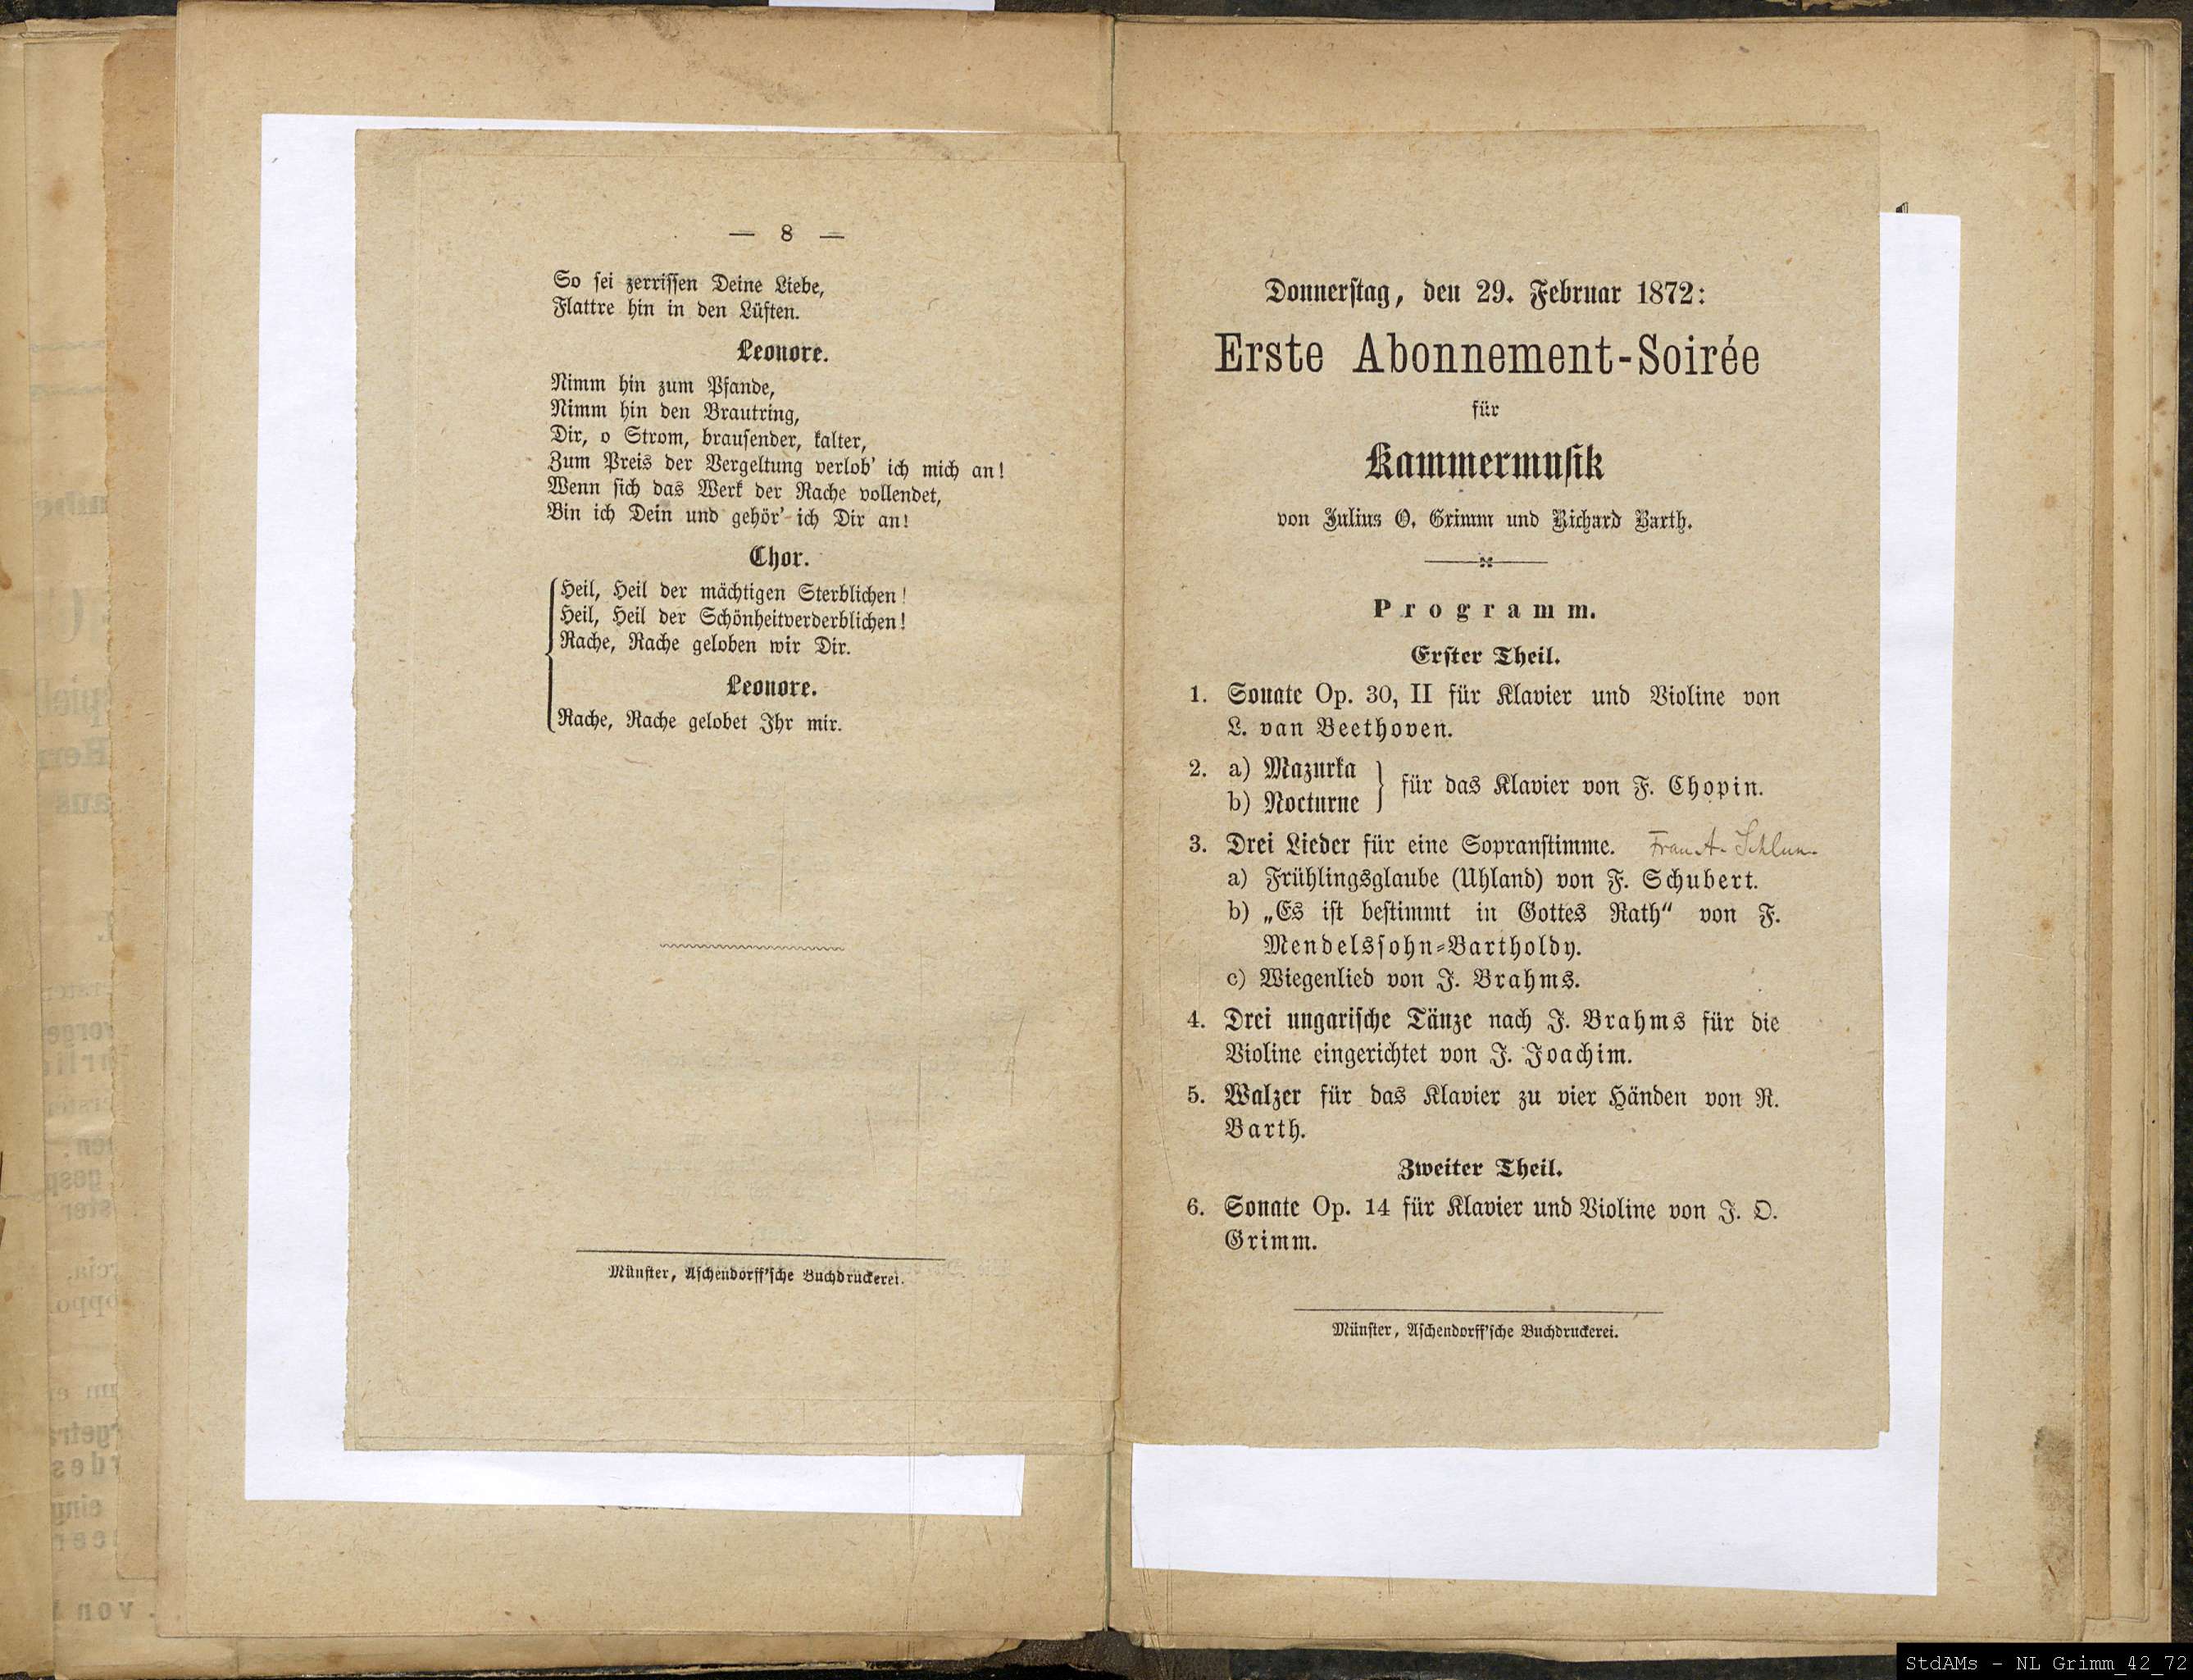 — 8 —
So sei zerrissen Deine Liebe,
Flattre hin in den Lüften.
Leonore.
Nimm hin zum Pfande,
Nimm hin den Brautring,
Dir, o Strom, brausender, kalter,
Zum Preis der Vergeltung verlob' ich mich an!
Wenn sich das Werk der Rache vollendet,
Bin ich Dein und gehör' ich Dir an!
Chor.
Heil, Heil der mächtigen Sterblichen!
Heil, Heil der Schönheitverderblichen!
Rache, Rache geloben wir Dir.
Leonore.
Rache, Rache gelobet Ihr mir.
Münster, Aschendorff'sche Buchdruckerei.
Donnerstag, den 29. Februar 1872:
Erste Abonnement-Soirée
für
Kammermusik
von Julius O. Grimm und Richard Barth.
Programm.
Erster Theil.
1. Sonate Op. 30, II für Klavier und Violine von
L. van Beethoven.
2. a) Mazurka
b) Nocturne
für das Klavier von F. Chopin.
3. Drei Lieder für eine Sopranstimme. Frau A.
a) Frühlingsglaube (Uhland) von F. Schubert.
b) „Es ist bestimmt in Gottes Rath“ von F.
Mendelssohn-Bartholdy.
c) Wiegenlied von J. Brahms.
4. Drei ungarische Tänze nach J. Brahms für die
Violine eingerichtet von J. Joachim.
5. Walzer für das Klavier zu vier Händen von R.
Barth.
Zweiter Theil.
6. Sonate Op. 14 für Klavier und Violine von J. O.
Grimm.
Münster, Aschendorff'sche Buchdruckerei.
StdAMs - NL Grimm_42_72